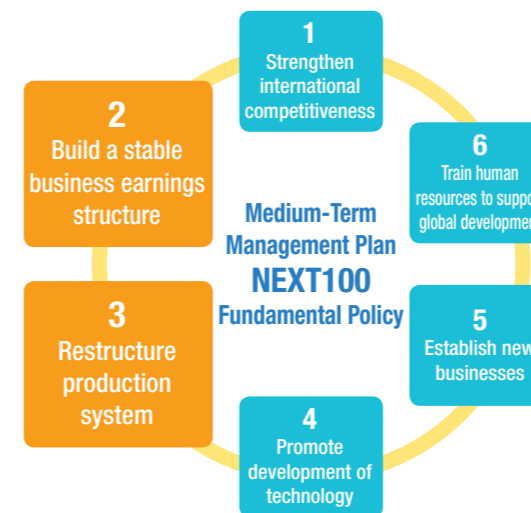 1
Strengthen
international
competitiveness
2
Build a stable
business earnings
structure
3
Restructure
production
system
4
Promote
development of
technology
5
Establish new
businesses
6
Train human
resources to suppo
global developmen
Medium-Term
Management Plan
NEXT100
Fundamental Policy